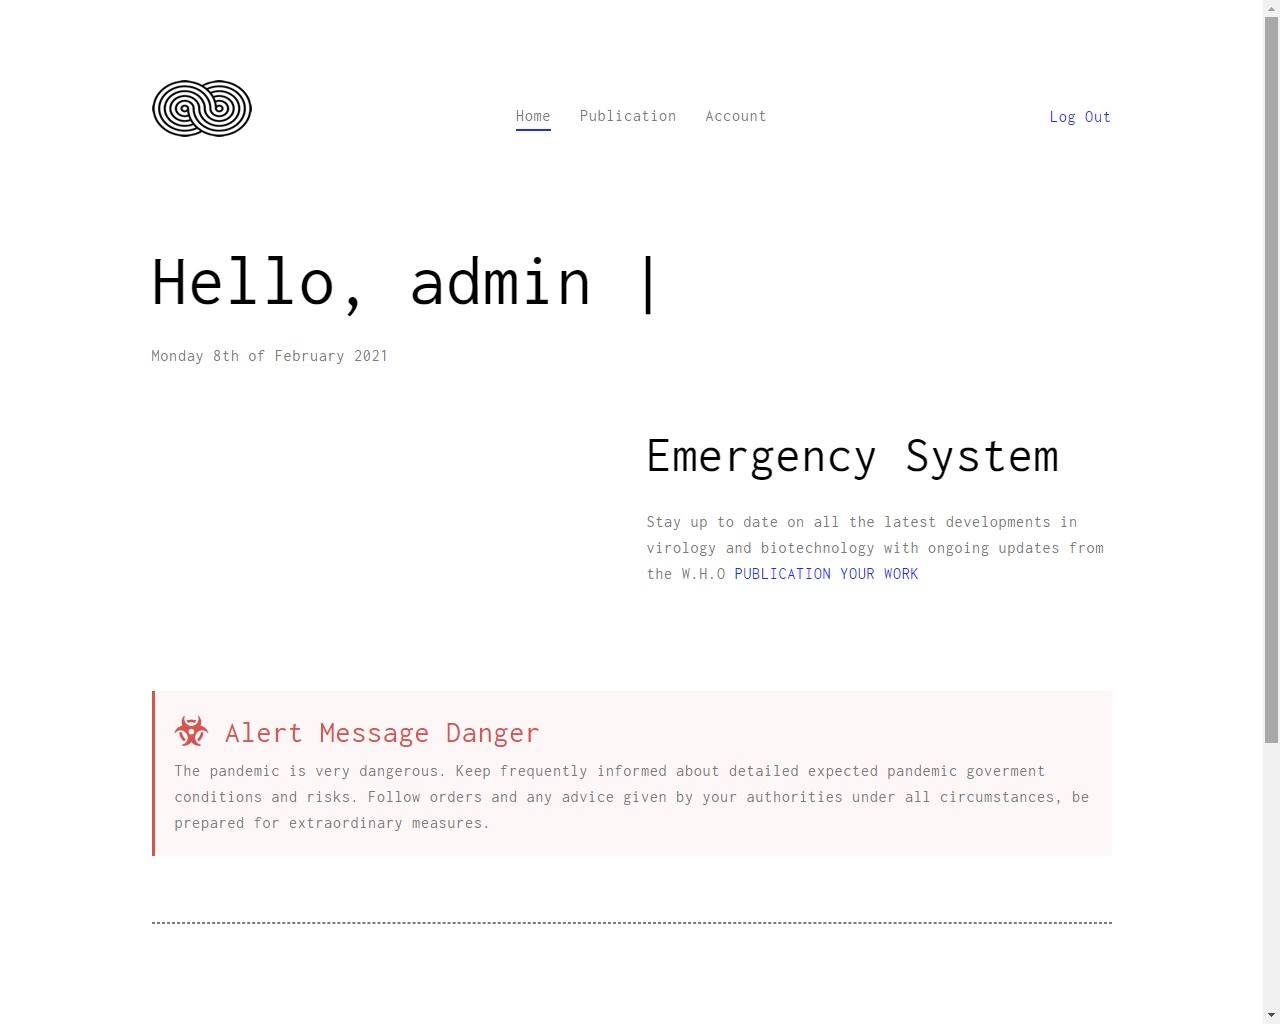 Home Publication Account Log Out
Hello, admin |
Monday 8th of February 2021
Emergency System
Stay up to date on all the latest developments in
virology and biotechnology with ongoing updates from
the W.H.O PUBLICATION YOUR WORK
Alert Message Danger
The pandemic is very dangerous. Keep frequently informed about detailed expected pandemic goverment
conditions and risks. Follow orders and any advice given by your authorities under all circumstances, be
prepared for extraordinary measures.